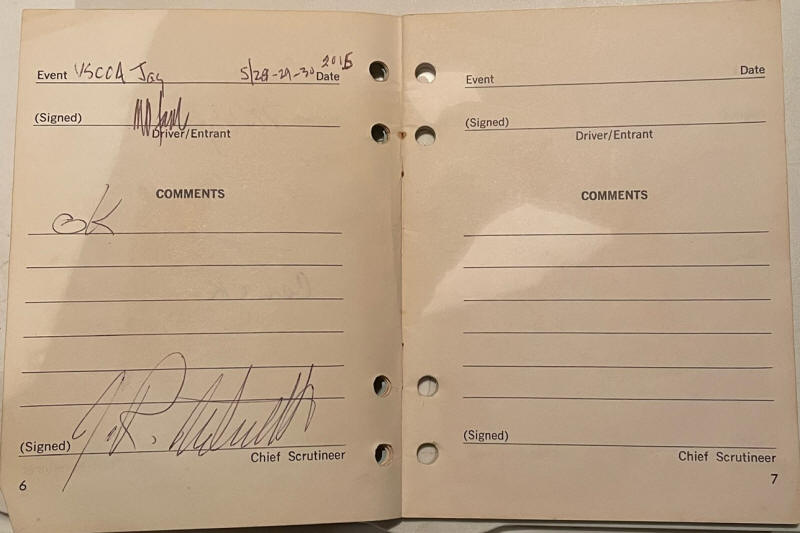 Event VSCCA Jay 5/28-29-30 2016 Date
(Signed)
Driver/Entrant
COMMENTS
OK
(Signed)
Chief Scrutineer
6
Event Date
(Signed)
Driver/Entrant
COMMENTS
(Signed)
Chief Scrutineer
7